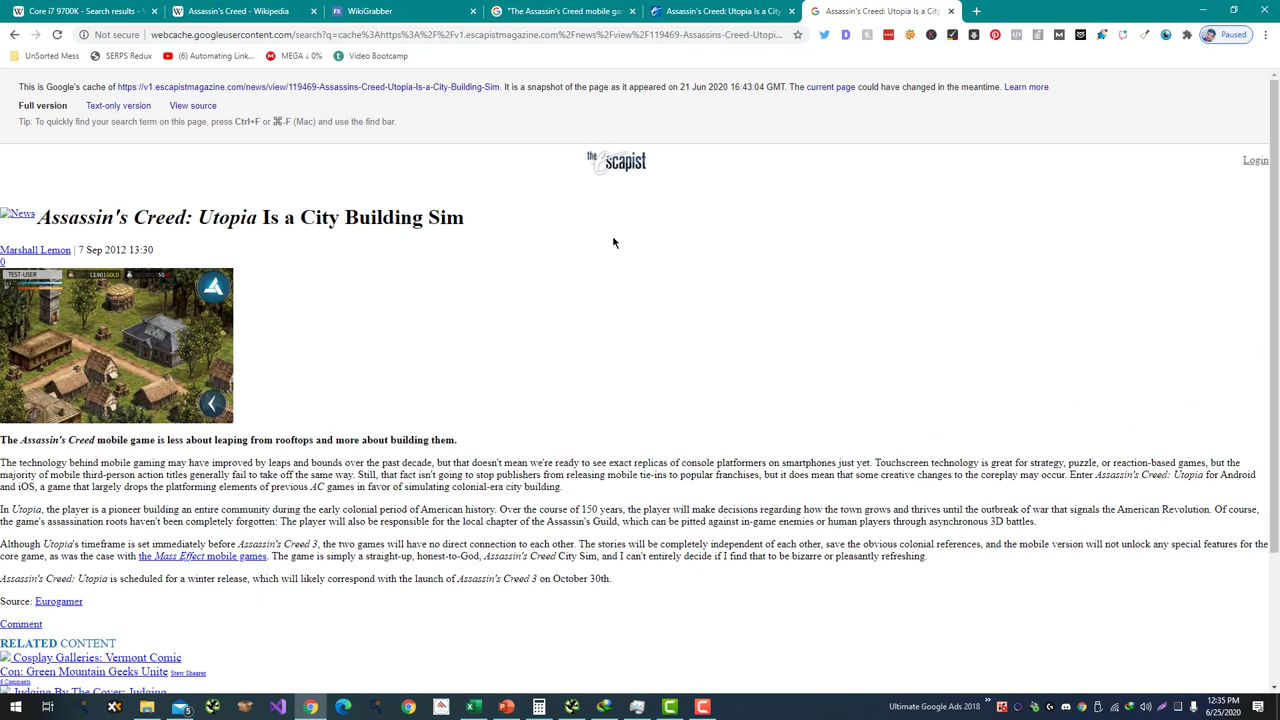 Core i7 9700K - Search results -
Assassin's Creed - Wikipedia
WikiGrabber
"The Assassin's Creed mobile ga
Assassin's Creed: Utopia Is a City
Assassin's Creed: Utopia Is a City
Not secure | webcache.googleusercontent.com/search?q=cache%3Ahttps%3A%2F%2Fv1.escapistmagazine.com%2Fnews%2Fview%2F119469-Assassins-Creed-Utopia-Is-a-City-Building-Sim... Paused
UnSorted Mess SERPS Redux (6) Automating Link... MEGA ↓ 0% Video Bootcamp
This is Google's cache of https://v1.escapistmagazine.com/news/view/119469-Assassins-Creed-Utopia-Is-a-City-Building-Sim. It is a snapshot of the page as it appeared on 21 Jun 2020 16:43:04 GMT. The current page could have changed in the meantime. Learn more.
Full version Text-only version View source
Tip: To quickly find your search term on this page, press Ctrl+F or ⌘-F (Mac) and use the find bar.
the Escapist
Login
News Assassin's Creed: Utopia Is a City Building Sim
Marshall Lemon | 7 Sep 2012 13:30
0
TEST-USER 12,901 GOLD 50
The Assassin's Creed mobile game is less about leaping from rooftops and more about building them.
The technology behind mobile gaming may have improved by leaps and bounds over the past decade, but that doesn't mean we're ready to see exact replicas of console platformers on smartphones just yet. Touchscreen technology is great for strategy, puzzle, or reaction-based games, but the
majority of mobile third-person action titles generally fail to take off the same way. Still, that fact isn't going to stop publishers from releasing mobile tie-ins to popular franchises, but it does mean that some creative changes to the coreplay may occur. Enter Assassin's Creed: Utopia for Android
and iOS, a game that largely drops the platforming elements of previous AC games in favor of simulating colonial-era city building.
In Utopia, the player is a pioneer building an entire community during the early colonial period of American history. Over the course of 150 years, the player will make decisions regarding how the town grows and thrives until the outbreak of war that signals the American Revolution. Of course,
the game's assassination roots haven't been completely forgotten: The player will also be responsible for the local chapter of the Assassin's Guild, which can be pitted against in-game enemies or human players through asynchronous 3D battles.
Although Utopia's timeframe is set immediately before Assassin's Creed 3, the two games will have no direct connection to each other. The stories will be completely independent of each other, save the obvious colonial references, and the mobile version will not unlock any special features for the
core game, as was the case with the Mass Effect mobile games. The game is simply a straight-up, honest-to-God, Assassin's Creed City Sim, and I can't entirely decide if I find that to be bizarre or pleasantly refreshing.
Assassin's Creed: Utopia is scheduled for a winter release, which will likely correspond with the launch of Assassin's Creed 3 on October 30th.
Source: Eurogamer
Comment
RELATED CONTENT
Cosplay Galleries: Vermont Comic
Con: Green Mountain Geeks Unite Stew Shearer
6 Comments
Judging By The Cover: Judging
Ultimate Google Ads 2018
12:35 PM
6/25/2020